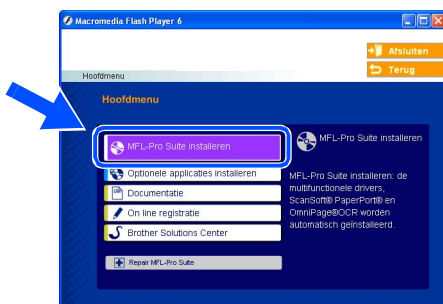 Macromedia Flash Player 6
Afsluiten
Terug
Hoofdmenu
Hoofdmenu
MFL-Pro Suite installeren
Optionele applicaties installeren
Documentatie
On line registratie
Brother Solutions Center
Repair MFL-Pro Suite
MFL-Pro Suite installeren
MFL-Pro Suite installeren: de
multifunctionele drivers,
ScanSoft® PaperPort® en
OmniPage®OCR worden
automatisch geïnstalleerd.